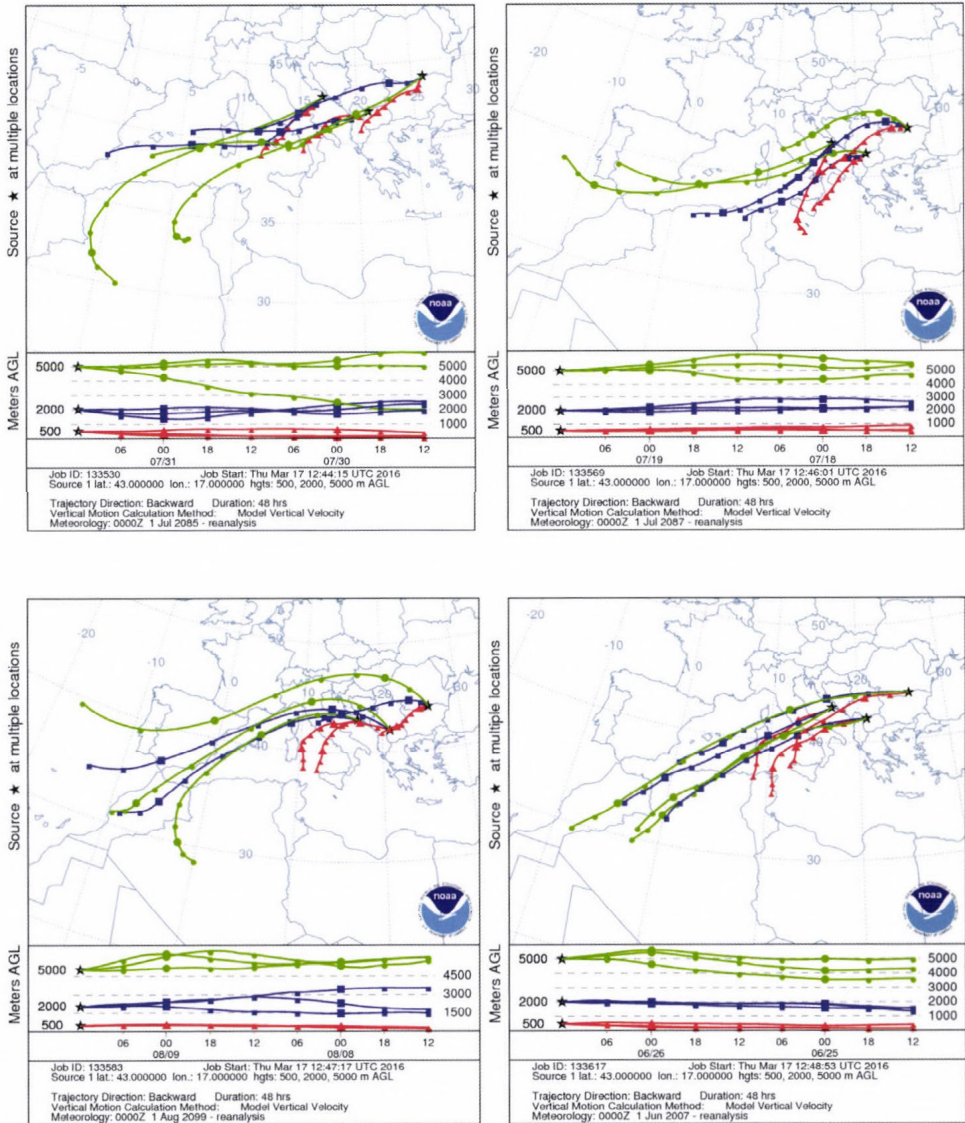 Source ★ at multiple locations
-5 0 5 10 15 20 25 30
45
35
30
noaa
Meters AGL
5000 5000
4000
3000
2000 2000
1000
500
06 00 18 12 06 00 18 12
07/31 07/30
Job ID: 133530 Job Start: Thu Mar 17 12:44:15 UTC 2016
Source 1 lat.: 43.000000 lon.: 17.000000 hgts: 500, 2000, 5000 m AGL
Trajectory Direction: Backward Duration: 48 hrs
Vertical Motion Calculation Method: Model Vertical Velocity
Meteorology: 0000Z 1 Jul 2085 - reanalysis
Source ★ at multiple locations
-20
-10
0
50
30
30
noaa
Meters AGL
5000 5000
4000
3000
2000 2000
1000
500
06 00 18 12 06 00 18 12
07/19 07/18
Job ID: 133569 Job Start: Thu Mar 17 12:46:01 UTC 2016
Source 1 lat.: 43.000000 lon.: 17.000000 hgts: 500, 2000, 5000 m AGL
Trajectory Direction: Backward Duration: 48 hrs
Vertical Motion Calculation Method: Model Vertical Velocity
Meteorology: 0000Z 1 Jul 2087 - reanalysis
Source ★ at multiple locations
-20
-10
0
50
10 20 30
40
30
noaa
Meters AGL
5000
4500
3000
2000
1500
500
06 00 18 12 06 00 18 12
08/09 08/08
Job ID: 133583 Job Start: Thu Mar 17 12:47:17 UTC 2016
Source 1 lat.: 43.000000 lon.: 17.000000 hgts: 500, 2000, 5000 m AGL
Trajectory Direction: Backward Duration: 48 hrs
Vertical Motion Calculation Method: Model Vertical Velocity
Meteorology: 0000Z 1 Aug 2099 - reanalysis
Source ★ at multiple locations
-20
-10
0
50
10 20 30
40
30
noaa
Meters AGL
5000 5000
4000
3000
2000 2000
1000
500
06 00 18 12 06 00 18 12
06/26 06/25
Job ID: 133617 Job Start: Thu Mar 17 12:48:53 UTC 2016
Source 1 lat.: 43.000000 lon.: 17.000000 hgts: 500, 2000, 5000 m AGL
Trajectory Direction: Backward Duration: 48 hrs
Vertical Motion Calculation Method: Model Vertical Velocity
Meteorology: 0000Z 1 Jun 2007 - reanalysis